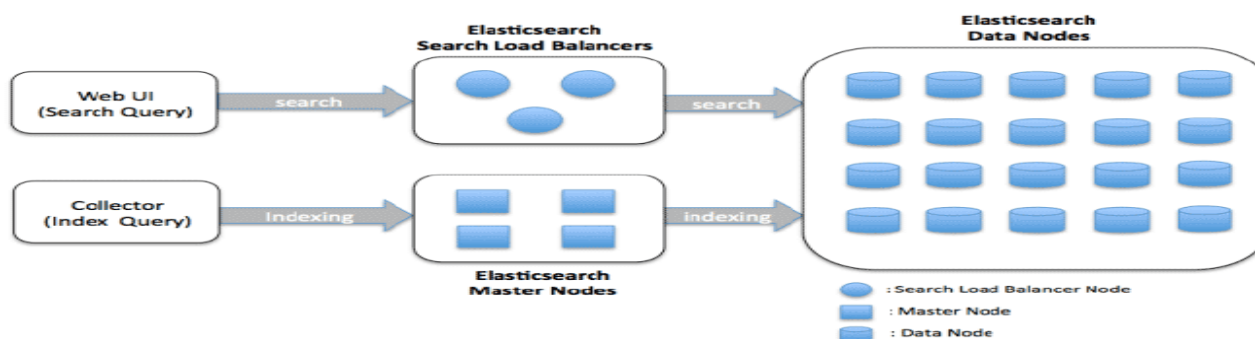 Elasticsearch
Search Load Balancers
Elasticsearch
Data Nodes
Web UI
(Search Query)
search
search
Collector
(Index Query)
Indexing
indexing
Elasticsearch
Master Nodes
: Search Load Balancer Node
: Master Node
: Data Node